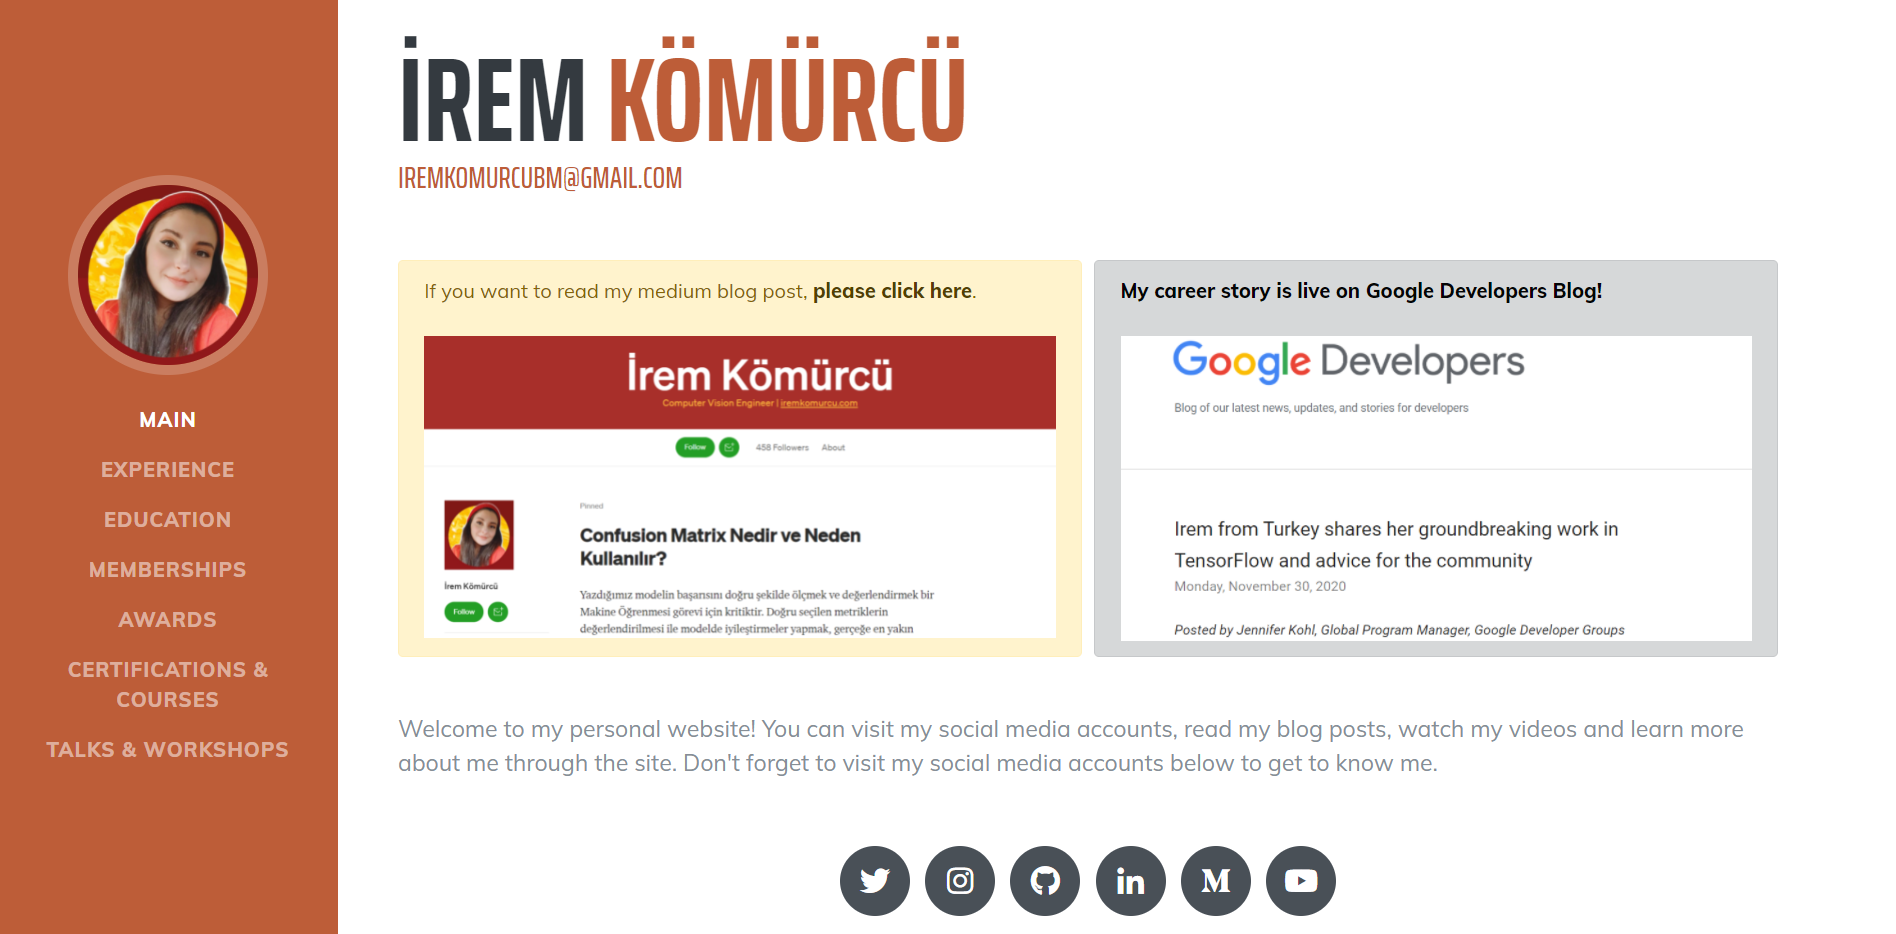 MAIN
EXPERIENCE
EDUCATION
MEMBERSHIPS
AWARDS
CERTIFICATIONS &
COURSES
TALKS & WORKSHOPS
İREM KÖMÜRCÜ
IREMKOMURCUBM@GMAIL.COM
If you want to read my medium blog post, please click here.
İrem Kömürcü
Computer Vision Engineer | iremkomurcu.com
Follow
458 Followers About
Pinned
Confusion Matrix Nedir ve Neden
Kullanılır?
İrem Kömürcü
Follow
Yazdığımız modelin başarısını doğru şekilde ölçmek ve değerlendirmek bir
Makine Öğrenmesi görevi için kritiktir. Doğru seçilen metriklerin
değerlendirilmesi ile modelde iyileştirmeler yapmak, gerçeğe en yakın
My career story is live on Google Developers Blog!
Google Developers
Blog of our latest news, updates, and stories for developers
Irem from Turkey shares her groundbreaking work in
TensorFlow and advice for the community
Monday, November 30, 2020
Posted by Jennifer Kohl, Global Program Manager, Google Developer Groups
Welcome to my personal website! You can visit my social media accounts, read my blog posts, watch my videos and learn more
about me through the site. Don't forget to visit my social media accounts below to get to know me.